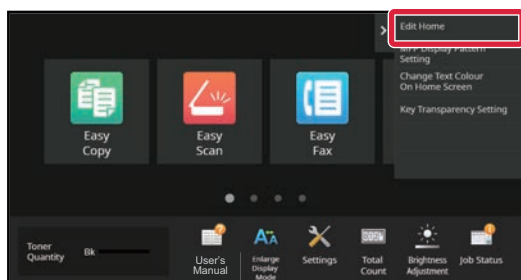 Edit Home
MFP Display Pattern
Setting
Change Text Colour
On Home Screen
Key Transparency Setting
Easy
Copy
Easy
Scan
Easy
Fax
Toner
Quantity
Bk
User's
Manual
Enlarge
Display
Mode
Settings
Total
Count
Brightness
Adjustment
Job Status